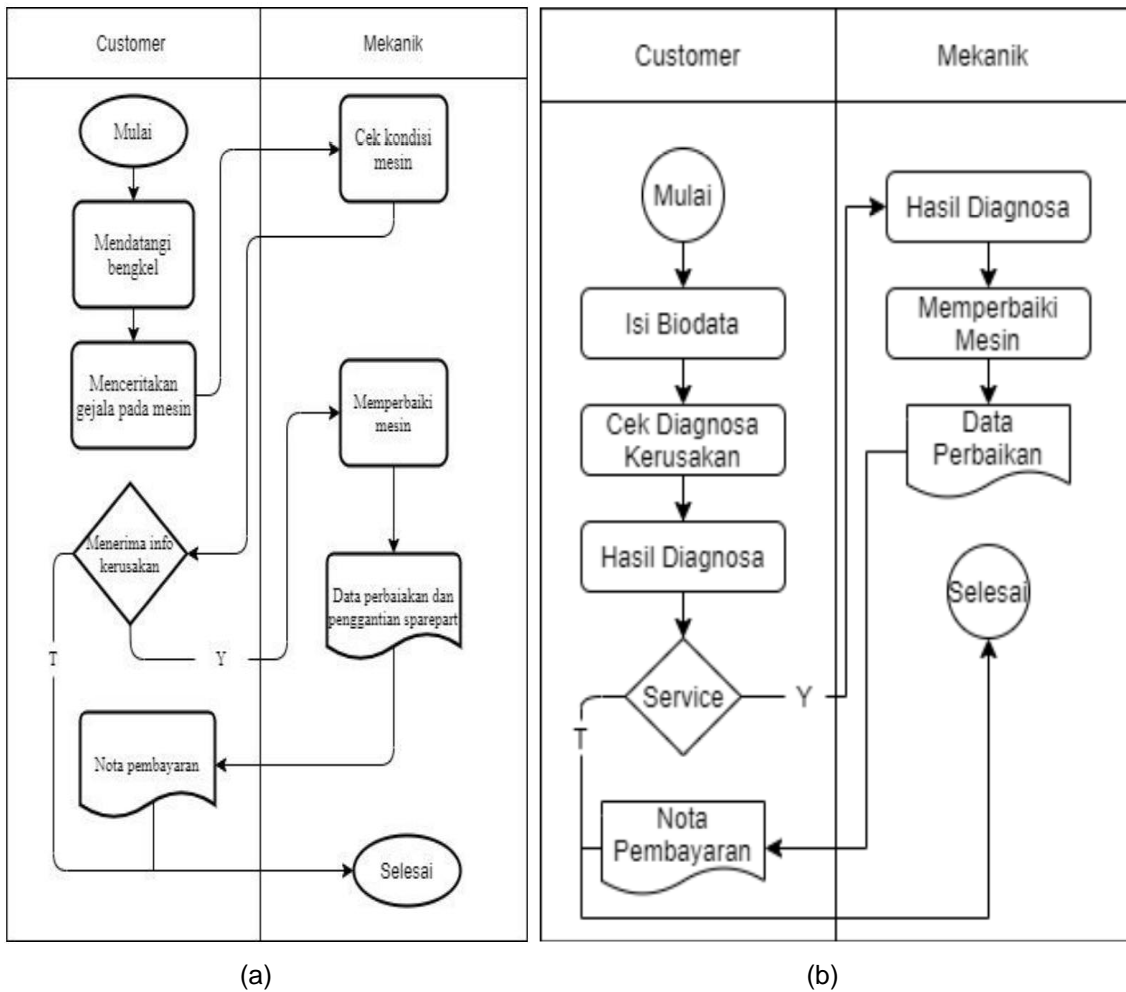 Customer
Mekanik
Mulai
Cek kondisi
mesin
Mendatangi
bengkel
Menceritakan
gejala pada mesin
Memperbaiki
mesin
Menerima info
kerusakan
Data perbaiakan dan
penggantian sparepart
T
Y
Nota pembayaran
Selesai
(a)
Customer
Mekanik
Mulai
Hasil Diagnosa
Isi Biodata
Memperbaiki
Mesin
Cek Diagnosa
Kerusakan
Data
Perbaikan
Hasil Diagnosa
Selesai
Service
Y
T
Nota
Pembayaran
(b)